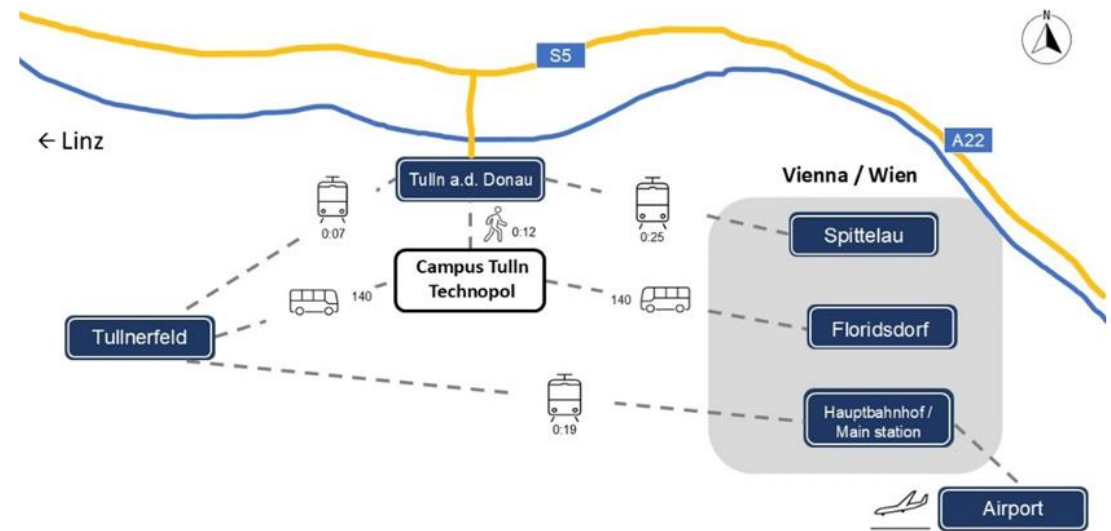 N
S5
A22
← Linz
Tulln a.d. Donau
Vienna / Wien
0:07
0:12
0:25
Spittelau
Campus Tulln
Technopol
140
140
Tullnerfeld
Floridsdorf
0:19
Hauptbahnhof /
Main station
Airport